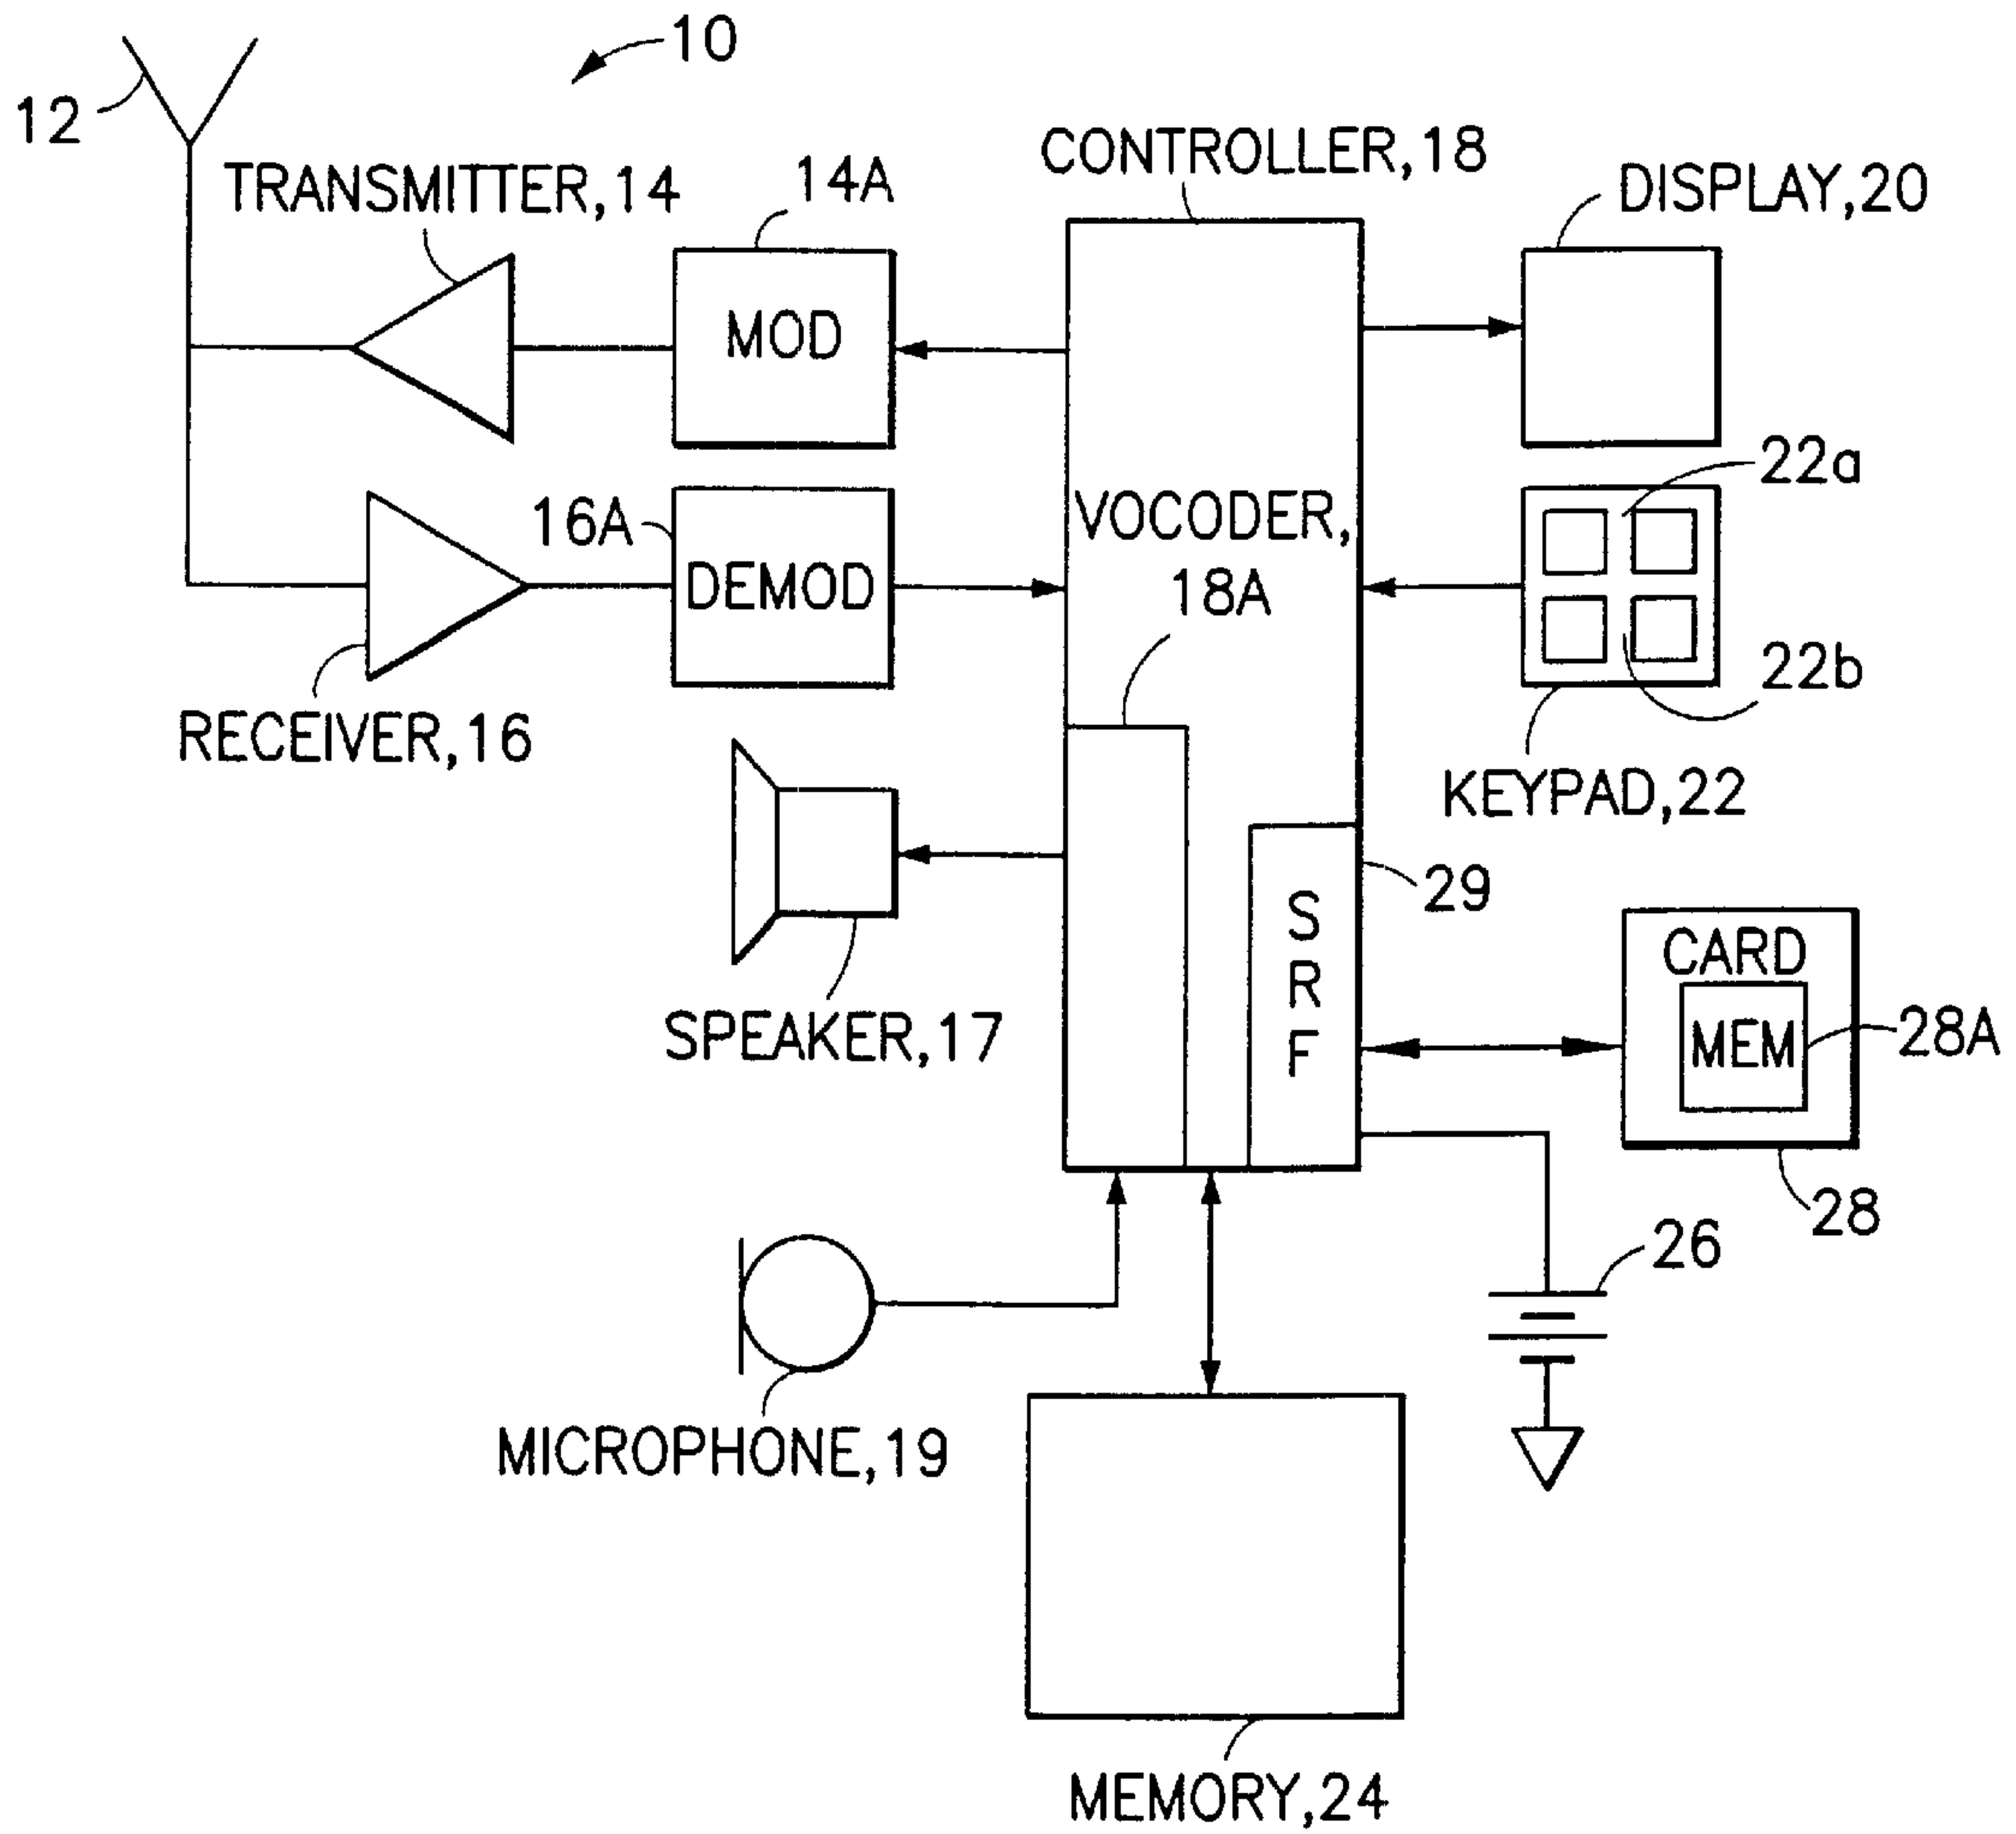 10
12
CONTROLLER,18
TRANSMITTER,14
14A
DISPLAY,20
MOD
22a
VOCODER,
18A
16A
DEMOD
22b
RECEIVER,16
KEYPAD,22
29
S
R
F
CARD
MEM
28A
SPEAKER,17
28
26
MICROPHONE,19
MEMORY,24